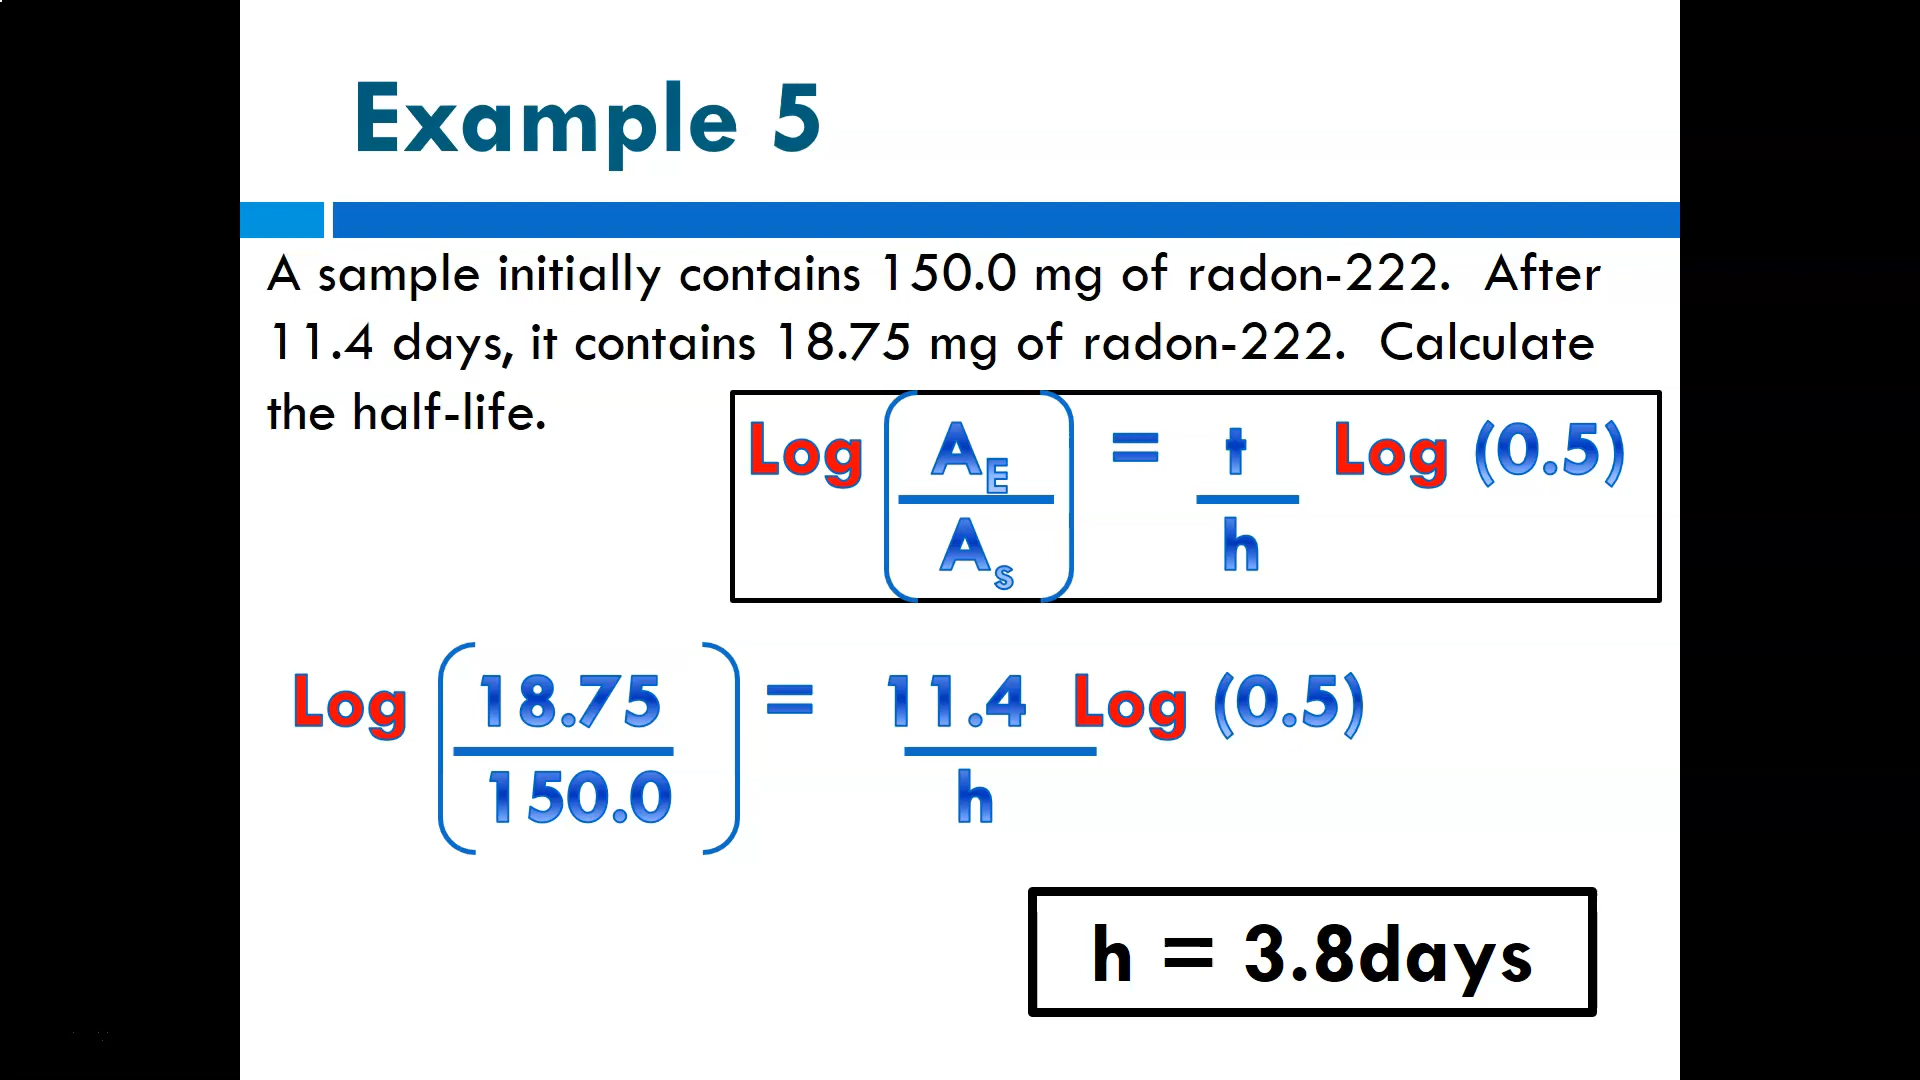 Example 5
A sample initially contains 150.0 mg of radon-222. After
11.4 days, it contains 18.75 mg of radon-222. Calculate
the half-life.
Log (A_E / A_s) = t / h Log (0.5)
Log (18.75 / 150.0) = 11.4 / h Log (0.5)
h = 3.8days